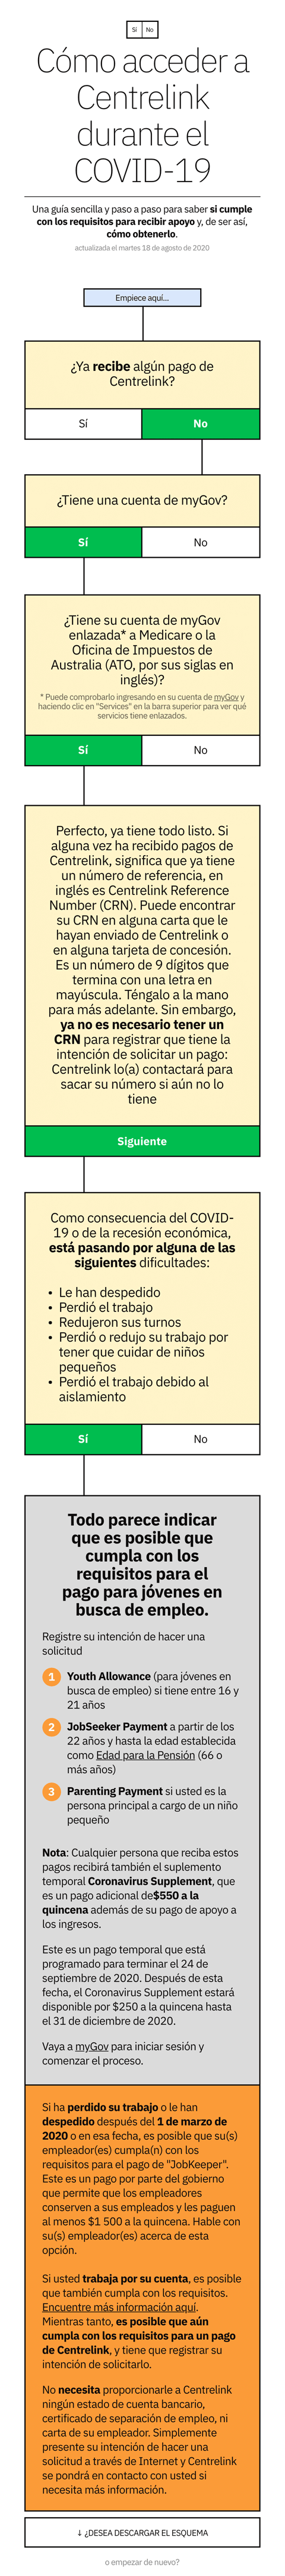 Sí No
Cómo acceder a
Centrelink
durante el
COVID-19
Una guía sencilla y paso a paso para saber si cumple
con los requisitos para recibir apoyo y, de ser así,
cómo obtenerlo.
actualizada el martes 18 de agosto de 2020
Empiece aquí...
¿Ya recibe algún pago de
Centrelink?
Sí No
¿Tiene una cuenta de myGov?
Sí No
¿Tiene su cuenta de myGov
enlazada* a Medicare o la
Oficina de Impuestos de
Australia (ATO, por sus siglas en
inglés)?
* Puede comprobarlo ingresando en su cuenta de myGov y
haciendo clic en "Services" en la barra superior para ver qué
servicios tiene enlazados.
Sí No
Perfecto, ya tiene todo listo. Si
alguna vez ha recibido pagos de
Centrelink, significa que ya tiene
un número de referencia, en
inglés es Centrelink Reference
Number (CRN). Puede encontrar
su CRN en alguna carta que le
hayan enviado de Centrelink o
en alguna tarjeta de concesión.
Es un número de 9 dígitos que
termina con una letra en
mayúscula. Téngalo a la mano
para más adelante. Sin embargo,
ya no es necesario tener un
CRN para registrar que tiene la
intención de solicitar un pago:
Centrelink lo(a) contactará para
sacar su número si aún no lo
tiene
Siguiente
Como consecuencia del COVID-
19 o de la recesión económica,
está pasando por alguna de las
siguientes dificultades:
• Le han despedido
• Perdió el trabajo
• Redujeron sus turnos
• Perdió o redujo su trabajo por
tener que cuidar de niños
pequeños
• Perdió el trabajo debido al
aislamiento
Sí No
Todo parece indicar
que es posible que
cumpla con los
requisitos para el
pago para jóvenes en
busca de empleo.
Registre su intención de hacer una
solicitud
1 Youth Allowance (para jóvenes en
busca de empleo) si tiene entre 16 y
21 años
2 JobSeeker Payment a partir de los
22 años y hasta la edad establecida
como Edad para la Pensión (66 o
más años)
3 Parenting Payment si usted es la
persona principal a cargo de un niño
pequeño
Nota: Cualquier persona que reciba estos
pagos recibirá también el suplemento
temporal Coronavirus Supplement, que
es un pago adicional de$550 a la
quincena además de su pago de apoyo a
los ingresos.
Este es un pago temporal que está
programado para terminar el 24 de
septiembre de 2020. Después de esta
fecha, el Coronavirus Supplement estará
disponible por $250 a la quincena hasta
el 31 de diciembre de 2020.
Vaya a myGov para iniciar sesión y
comenzar el proceso.
Si ha perdido su trabajo o le han
despedido después del 1 de marzo de
2020 o en esa fecha, es posible que su(s)
empleador(es) cumpla(n) con los
requisitos para el pago de "JobKeeper".
Este es un pago por parte del gobierno
que permite que los empleadores
conserven a sus empleados y les paguen
al menos $1 500 a la quincena. Hable con
su(s) empleador(es) acerca de esta
opción.
Si usted trabaja por su cuenta, es posible
que también cumpla con los requisitos.
Encuentre más información aquí.
Mientras tanto, es posible que aún
cumpla con los requisitos para un pago
de Centrelink, y tiene que registrar su
intención de solicitarlo.
No necesita proporcionarle a Centrelink
ningún estado de cuenta bancario,
certificado de separación de empleo, ni
carta de su empleador. Simplemente
presente su intención de hacer una
solicitud a través de Internet y Centrelink
se pondrá en contacto con usted si
necesita más información.
↓ ¿DESEA DESCARGAR EL ESQUEMA
o empezar de nuevo?